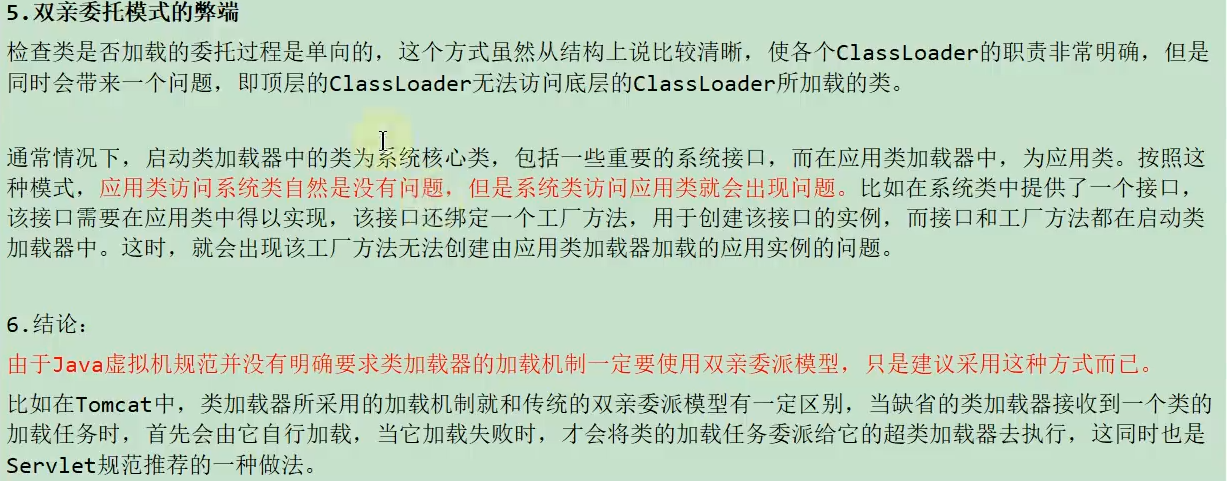 5.双亲委托模式的弊端
检查类是否加载的委托过程是单向的，这个方式虽然从结构上说比较清晰，使各个ClassLoader的职责非常明确，但是
同时会带来一个问题，即顶层的ClassLoader无法访问底层的ClassLoader所加载的类。
通常情况下，启动类加载器中的类为系统核心类，包括一些重要的系统接口，而在应用类加载器中，为应用类。按照这
种模式，应用类访问系统类自然是没有问题，但是系统类访问应用类就会出现问题。比如在系统类中提供了一个接口，
该接口需要在应用类中得以实现，该接口还绑定一个工厂方法，用于创建该接口的实例，而接口和工厂方法都在启动类
加载器中。这时，就会出现该工厂方法无法创建由应用类加载器加载的应用实例的问题。
6.结论：
由于Java虚拟机规范并没有明确要求类加载器的加载机制一定要使用双亲委派模型，只是建议采用这种方式而已。
比如在Tomcat中，类加载器所采用的加载机制就和传统的双亲委派模型有一定区别，当缺省的类加载器接收到一个类的
加载任务时，首先会由它自行加载，当它加载失败时，才会将类的加载任务委派给它的超类加载器去执行，这同时也是
Servlet规范推荐的一种做法。